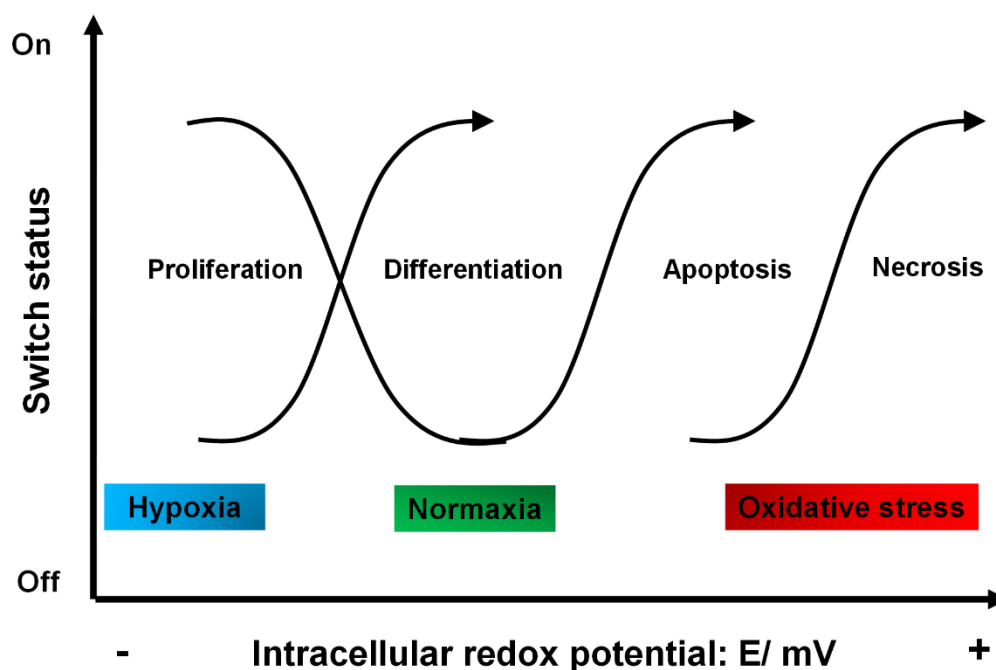 On
Switch status
Proliferation
Differentiation
Apoptosis
Necrosis
Hypoxia
Normaxia
Oxidative stress
Off
-
Intracellular redox potential: E/ mV
+